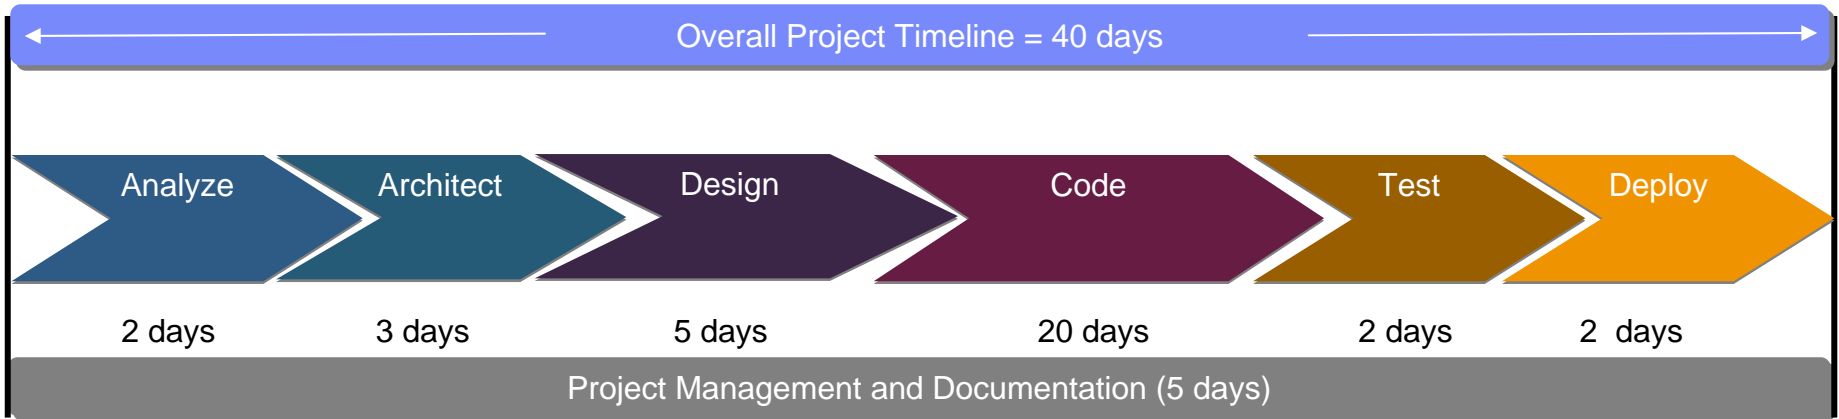 Overall Project Timeline = 40 days
Analyze Architect Design Code Test Deploy
2 days 3 days 5 days 20 days 2 days 2 days
Project Management and Documentation (5 days)